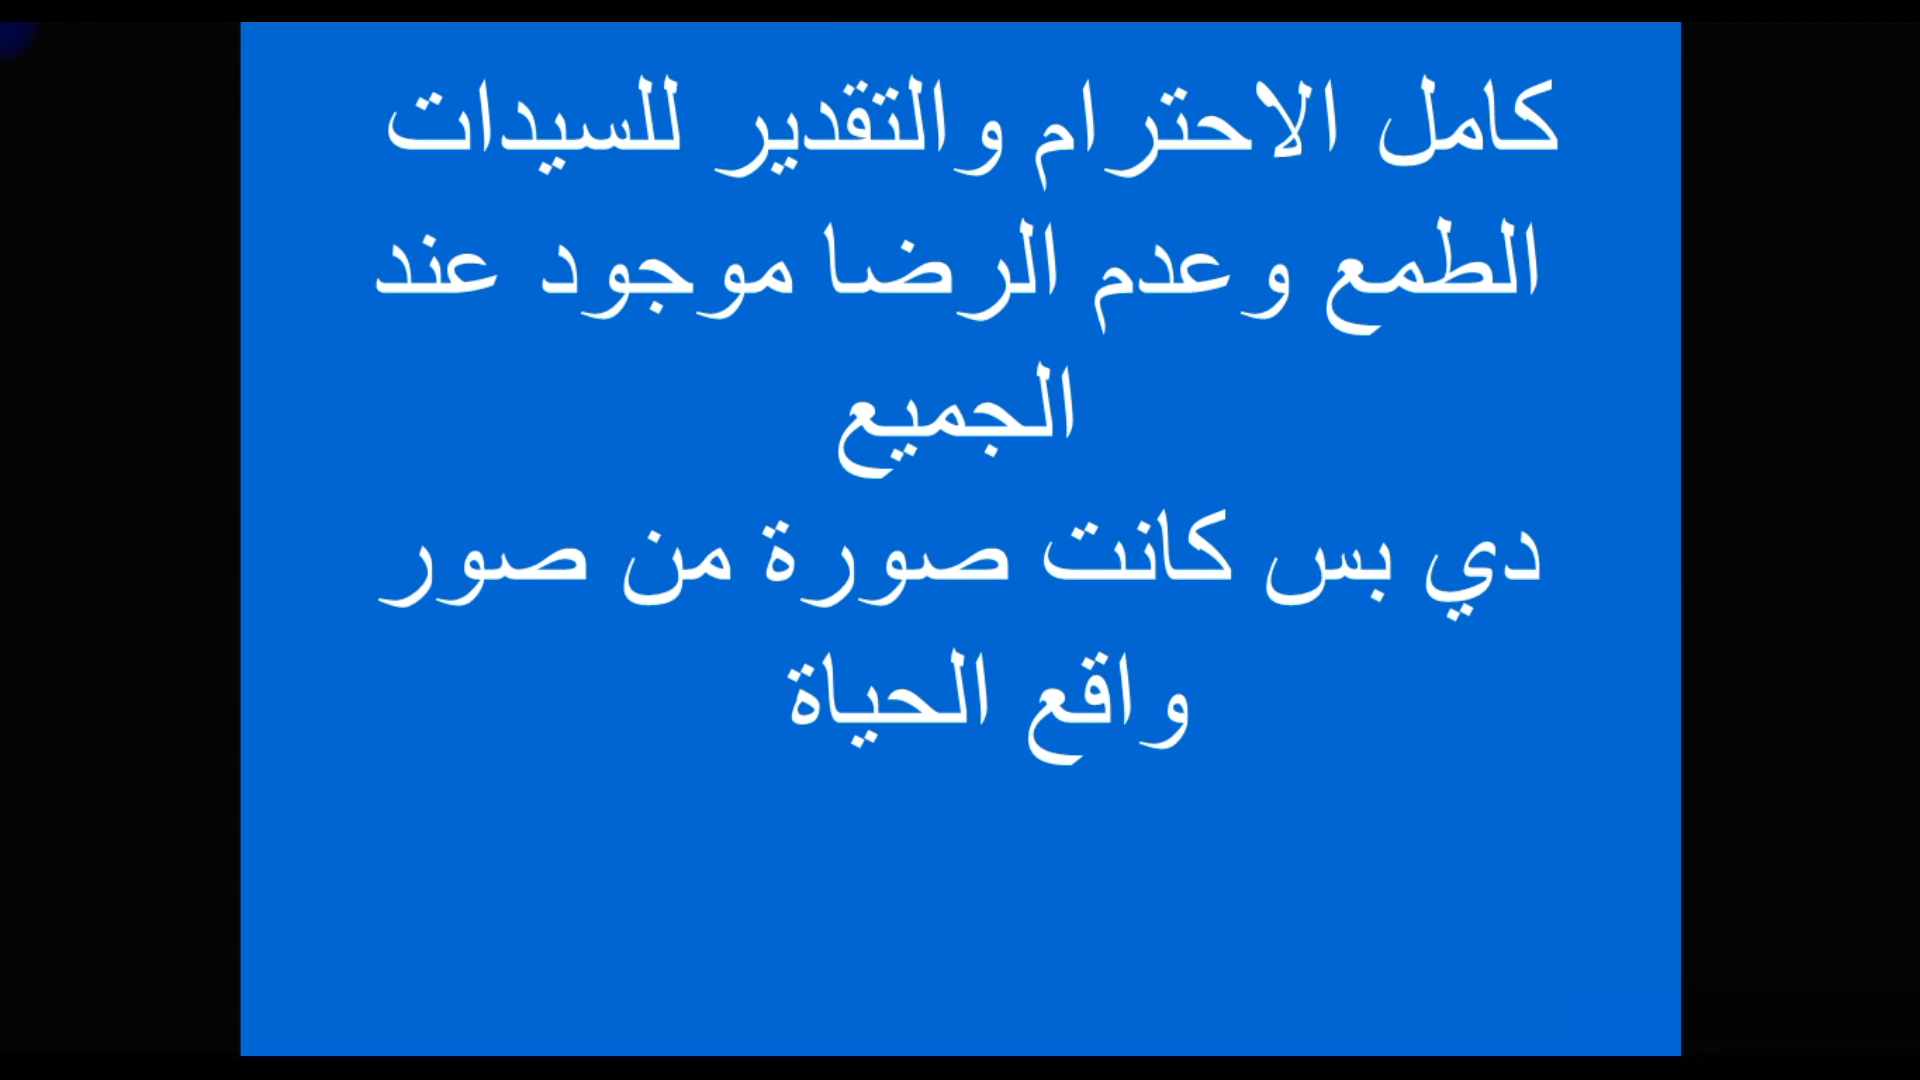 كامل الاحترام والتقدير للسيدات
الطمع وعدم الرضا موجود عند
الجميع
دي بس كانت صورة من صور
واقع الحياة